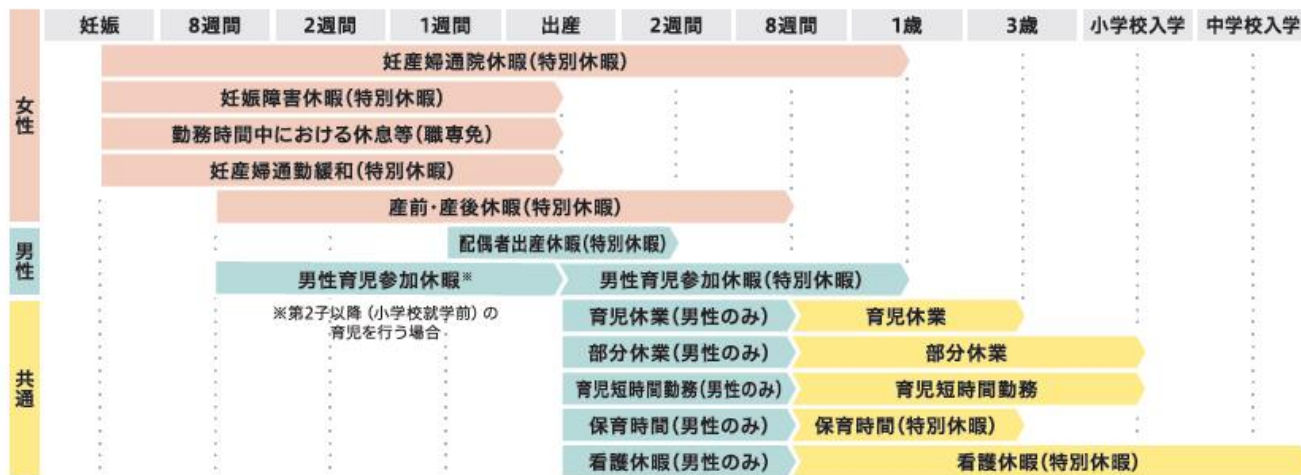 妊娠 8週間 2週間 1週間 出産 2週間 8週間 1歳 3歳 小学校入学 中学校入学
女性
妊産婦通院休暇(特別休暇)
妊娠障害休暇(特別休暇)
勤務時間中における休息等(職専免)
妊産婦通勤緩和(特別休暇)
産前・産後休暇(特別休暇)
男性
配偶者出産休暇(特別休暇)
男性育児参加休暇※ 男性育児参加休暇(特別休暇)
※第2子以降(小学校就学前)の
育児を行う場合
共通
育児休業(男性のみ) 育児休業
部分休業(男性のみ) 部分休業
育児短時間勤務(男性のみ) 育児短時間勤務
保育時間(男性のみ) 保育時間(特別休暇)
看護休暇(男性のみ) 看護休暇(特別休暇)